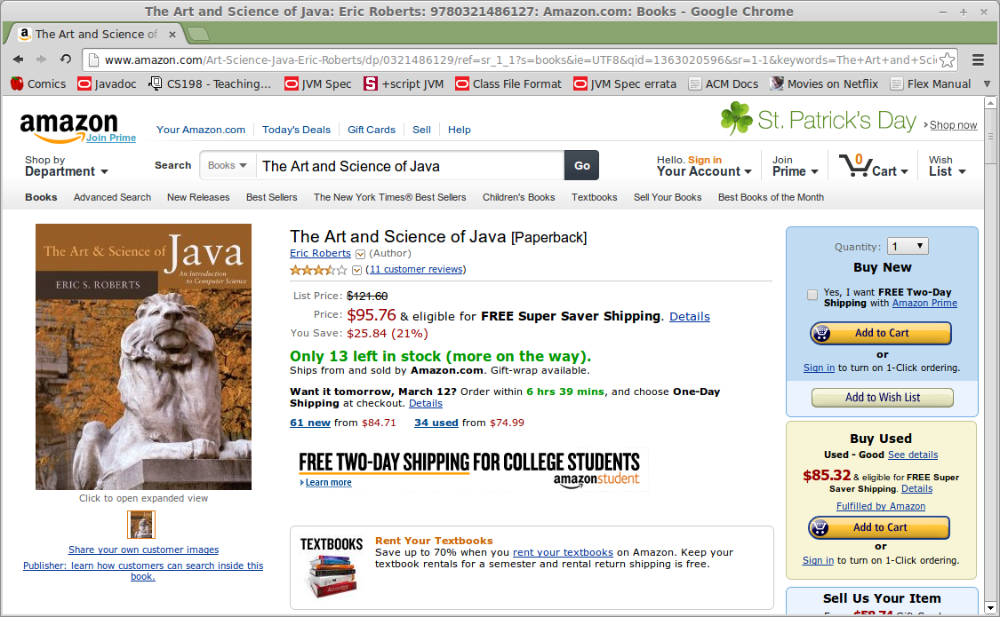 The Art and Science of Java: Eric Roberts: 9780321486127: Amazon.com: Books - Google Chrome
The Art and Science of
www.amazon.com/Art-Science-Java-Eric-Roberts/dp/0321486129/ref=sr_1_1?s=books&ie=UTF8&qid=1363020596&sr=1-1&keywords=The+Art+and+Sci
Comics Javadoc CS198 - Teaching... JVM Spec +script JVM Class File Format JVM Spec errata ACM Docs Movies on Netflix Flex Manual
amazon
Join Prime
Your Amazon.com Today's Deals Gift Cards Sell Help
St. Patrick's Day Shop now
Shop by
Department
Search Books The Art and Science of Java Go
Hello. Sign in
Your Account
Join
Prime
0
Cart
Wish
List
Books Advanced Search New Releases Best Sellers The New York Times® Best Sellers Children's Books Textbooks Sell Your Books Best Books of the Month
The Art & Science of Java
An Introduction
to Computer Science
ERIC S. ROBERTS
Click to open expanded view
Share your own customer images
Publisher: learn how customers can search inside this
book.
The Art and Science of Java [Paperback]
Eric Roberts (Author)
(11 customer reviews)
List Price: $121.60
Price: $95.76 & eligible for FREE Super Saver Shipping. Details
You Save: $25.84 (21%)
Only 13 left in stock (more on the way).
Ships from and sold by Amazon.com. Gift-wrap available.
Want it tomorrow, March 12? Order within 6 hrs 39 mins, and choose One-Day
Shipping at checkout. Details
61 new from $84.71 34 used from $74.99
FREE TWO-DAY SHIPPING FOR COLLEGE STUDENTS
Learn more
amazonstudent
TEXTBOOKS
Rent Your Textbooks
Save up to 70% when you rent your textbooks on Amazon. Keep your
textbook rentals for a semester and rental return shipping is free.
Quantity: 1
Buy New
Yes, I want FREE Two-Day
Shipping with Amazon Prime
Add to Cart
or
Sign in to turn on 1-Click ordering.
Add to Wish List
Buy Used
Used - Good See details
$85.32 & eligible for FREE Super
Saver Shipping. Details
Fulfilled by Amazon
Add to Cart
or
Sign in to turn on 1-Click ordering.
Sell Us Your Item